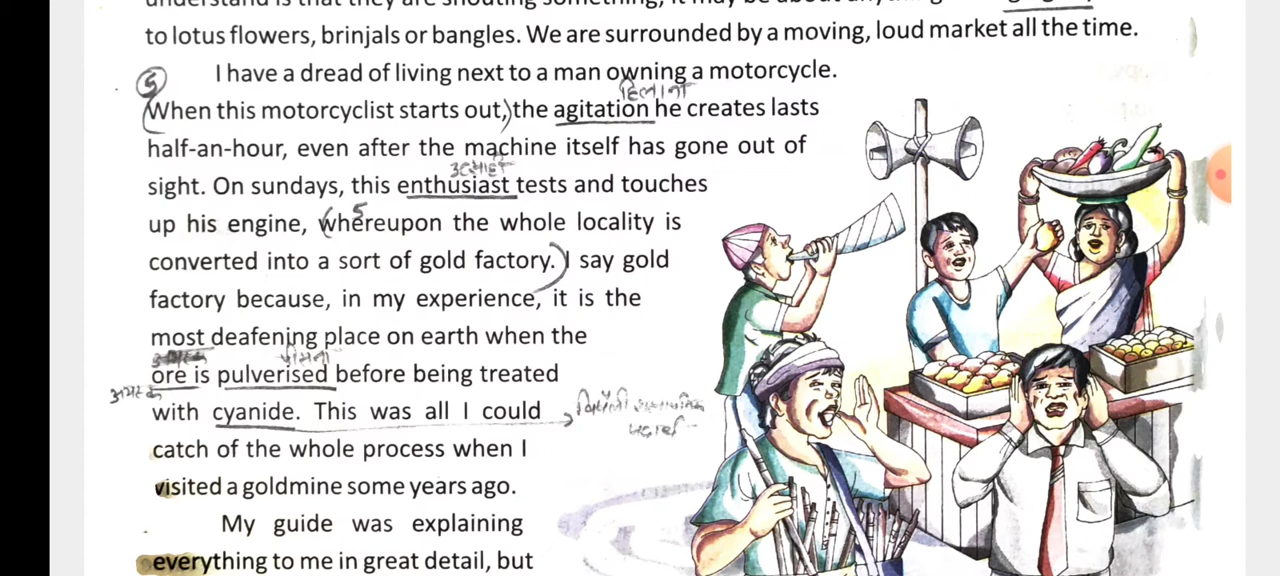 to lotus flowers, brinjals or bangles. We are surrounded by a moving, loud market all the time.
5 I have a dread of living next to a man owning a motorcycle.
हिलाना
When this motorcyclist starts out, the agitation he creates lasts
half-an-hour, even after the machine itself has gone out of
sight. On sundays, this enthusiast tests and touches
up his engine, whereupon the whole locality is
converted into a sort of gold factory. I say gold
factory because, in my experience, it is the
most deafening place on earth when the
ore is pulverised before being treated
with cyanide. This was all I could
catch of the whole process when I
visited a goldmine some years ago.
My guide was explaining
everything to me in great detail, but